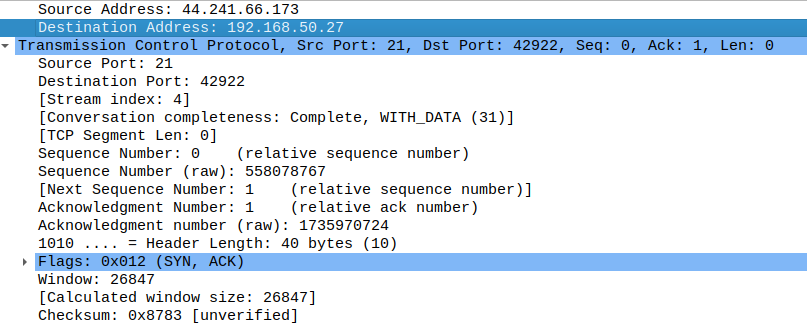 Source Address: 44.241.66.173
Destination Address: 192.168.50.27
Transmission Control Protocol, Src Port: 21, Dst Port: 42922, Seq: 0, Ack: 1, Len: 0
Source Port: 21
Destination Port: 42922
[Stream index: 4]
[Conversation completeness: Complete, WITH_DATA (31)]
[TCP Segment Len: 0]
Sequence Number: 0    (relative sequence number)
Sequence Number (raw): 558078767
[Next Sequence Number: 1    (relative sequence number)]
Acknowledgment Number: 1    (relative ack number)
Acknowledgment number (raw): 1735970724
1010 .... = Header Length: 40 bytes (10)
Flags: 0x012 (SYN, ACK)
Window: 26847
[Calculated window size: 26847]
Checksum: 0x8783 [unverified]